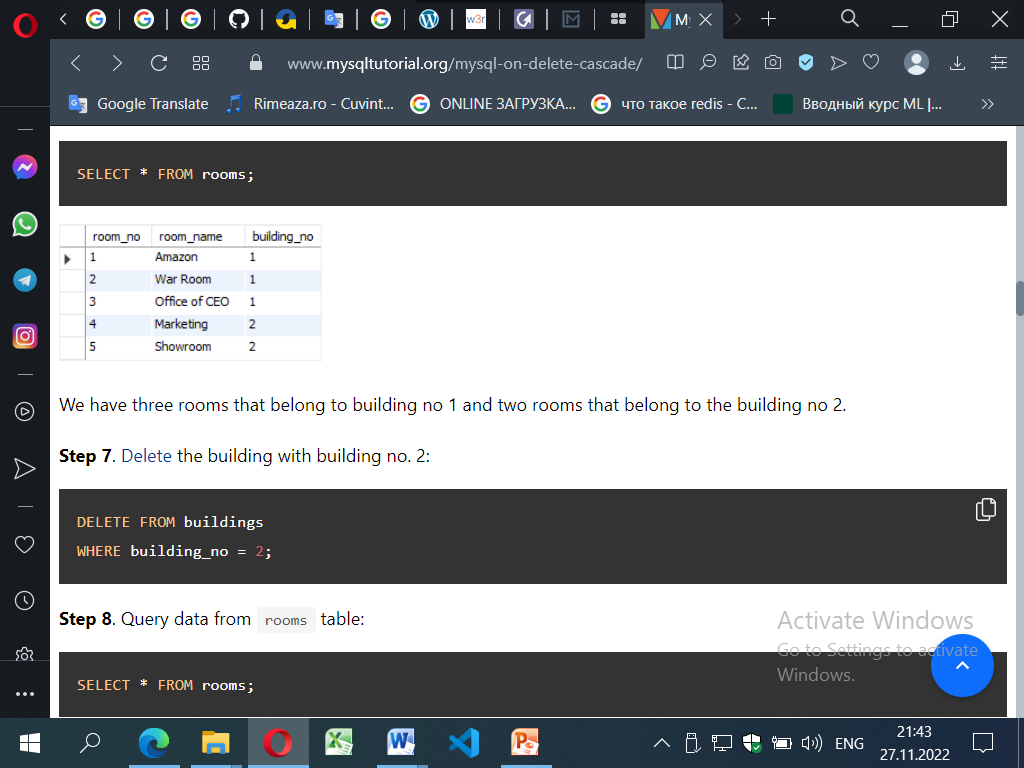 w3r
My
www.mysqltutorial.org/mysql-on-delete-cascade/
Google Translate
Rimeaza.ro - Cuvint...
ONLINE ЗАГРУЗКА...
что такое redis - С...
Вводный курс ML |...
SELECT * FROM rooms;
room_no room_name building_no
1 Amazon 1
2 War Room 1
3 Office of CEO 1
4 Marketing 2
5 Showroom 2
We have three rooms that belong to building no 1 and two rooms that belong to the building no 2.
Step 7. Delete the building with building no. 2:
DELETE FROM buildings
WHERE building_no = 2;
Step 8. Query data from rooms table:
SELECT * FROM rooms;
Activate Windows
Go to Settings to activate
Windows.
ENG
21:43
27.11.2022